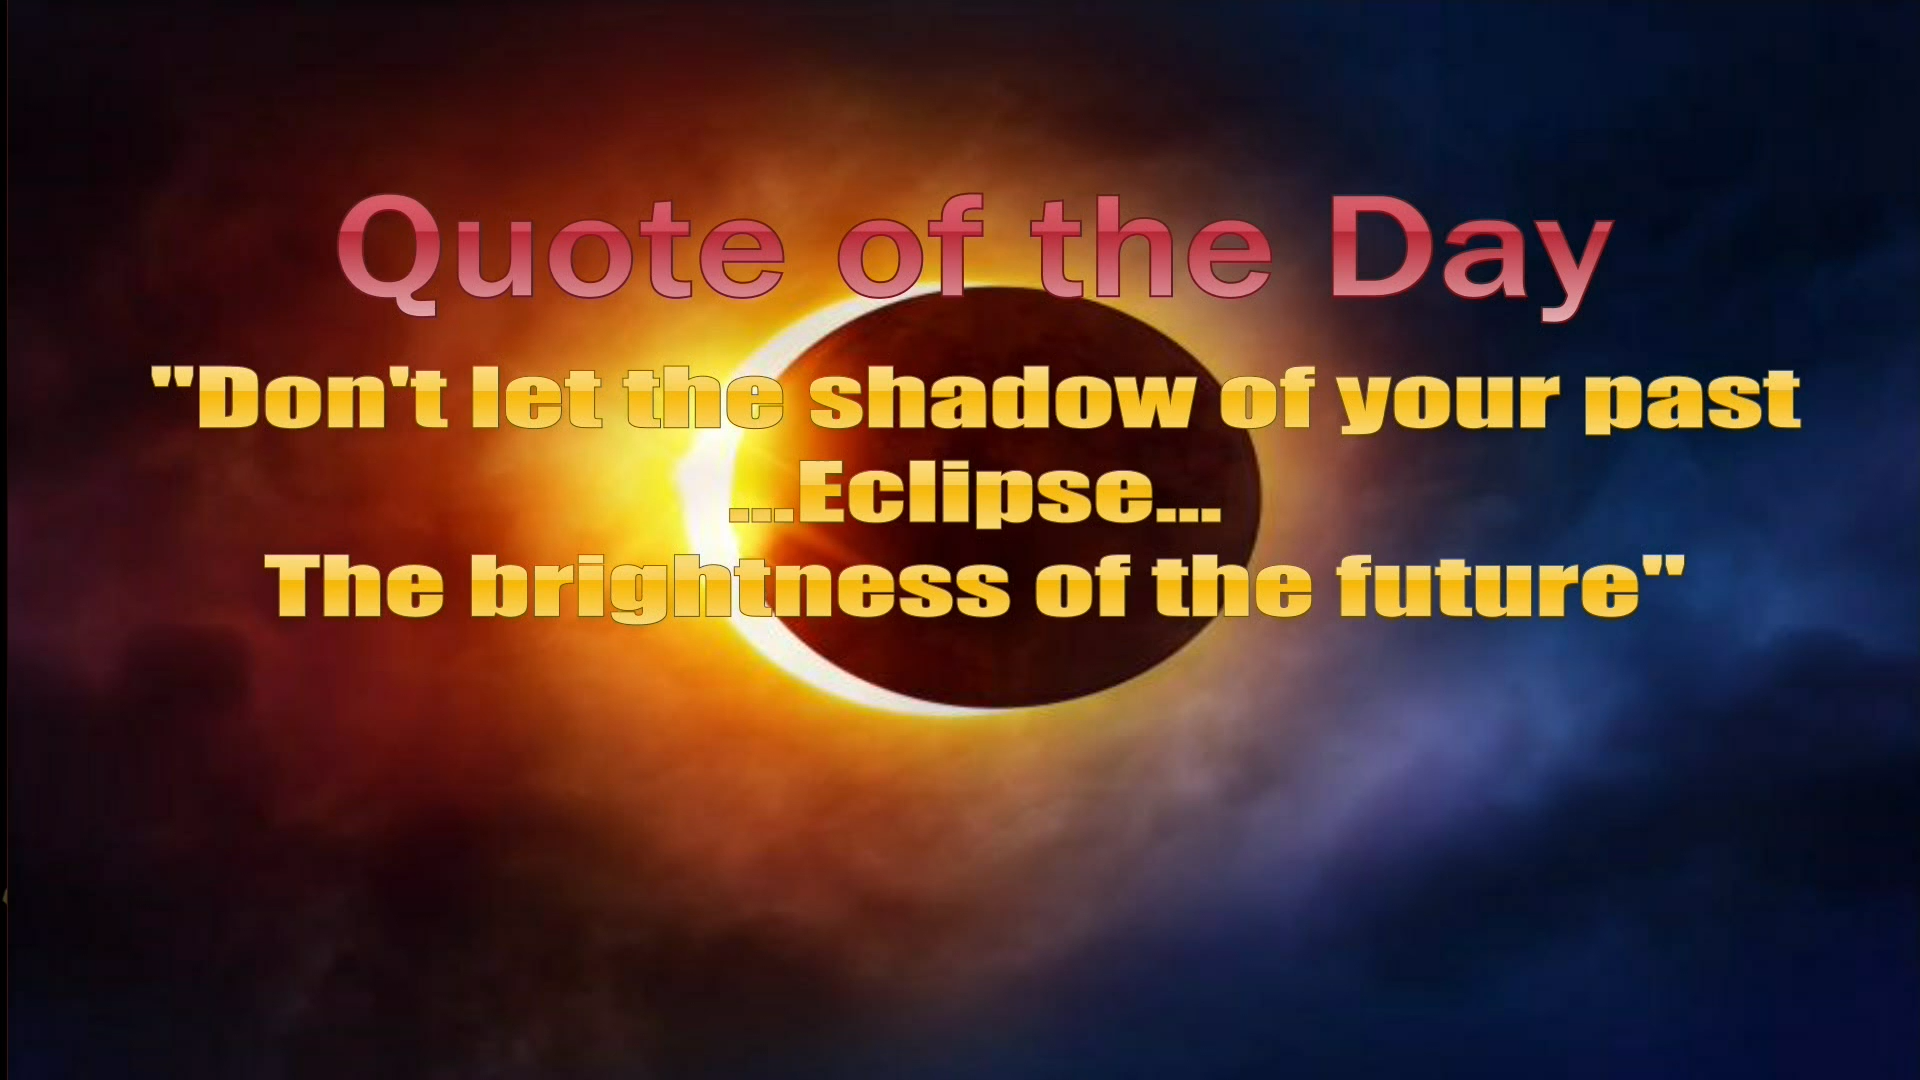 Quote of the Day
"Don't let the shadow of your past
...Eclipse...
The brightness of the future"